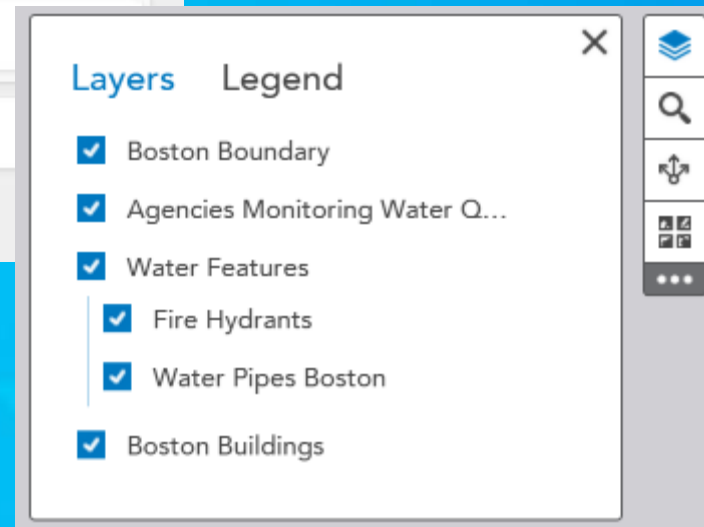 Layers Legend
Boston Boundary
Agencies Monitoring Water Q...
Water Features
Fire Hydrants
Water Pipes Boston
Boston Buildings